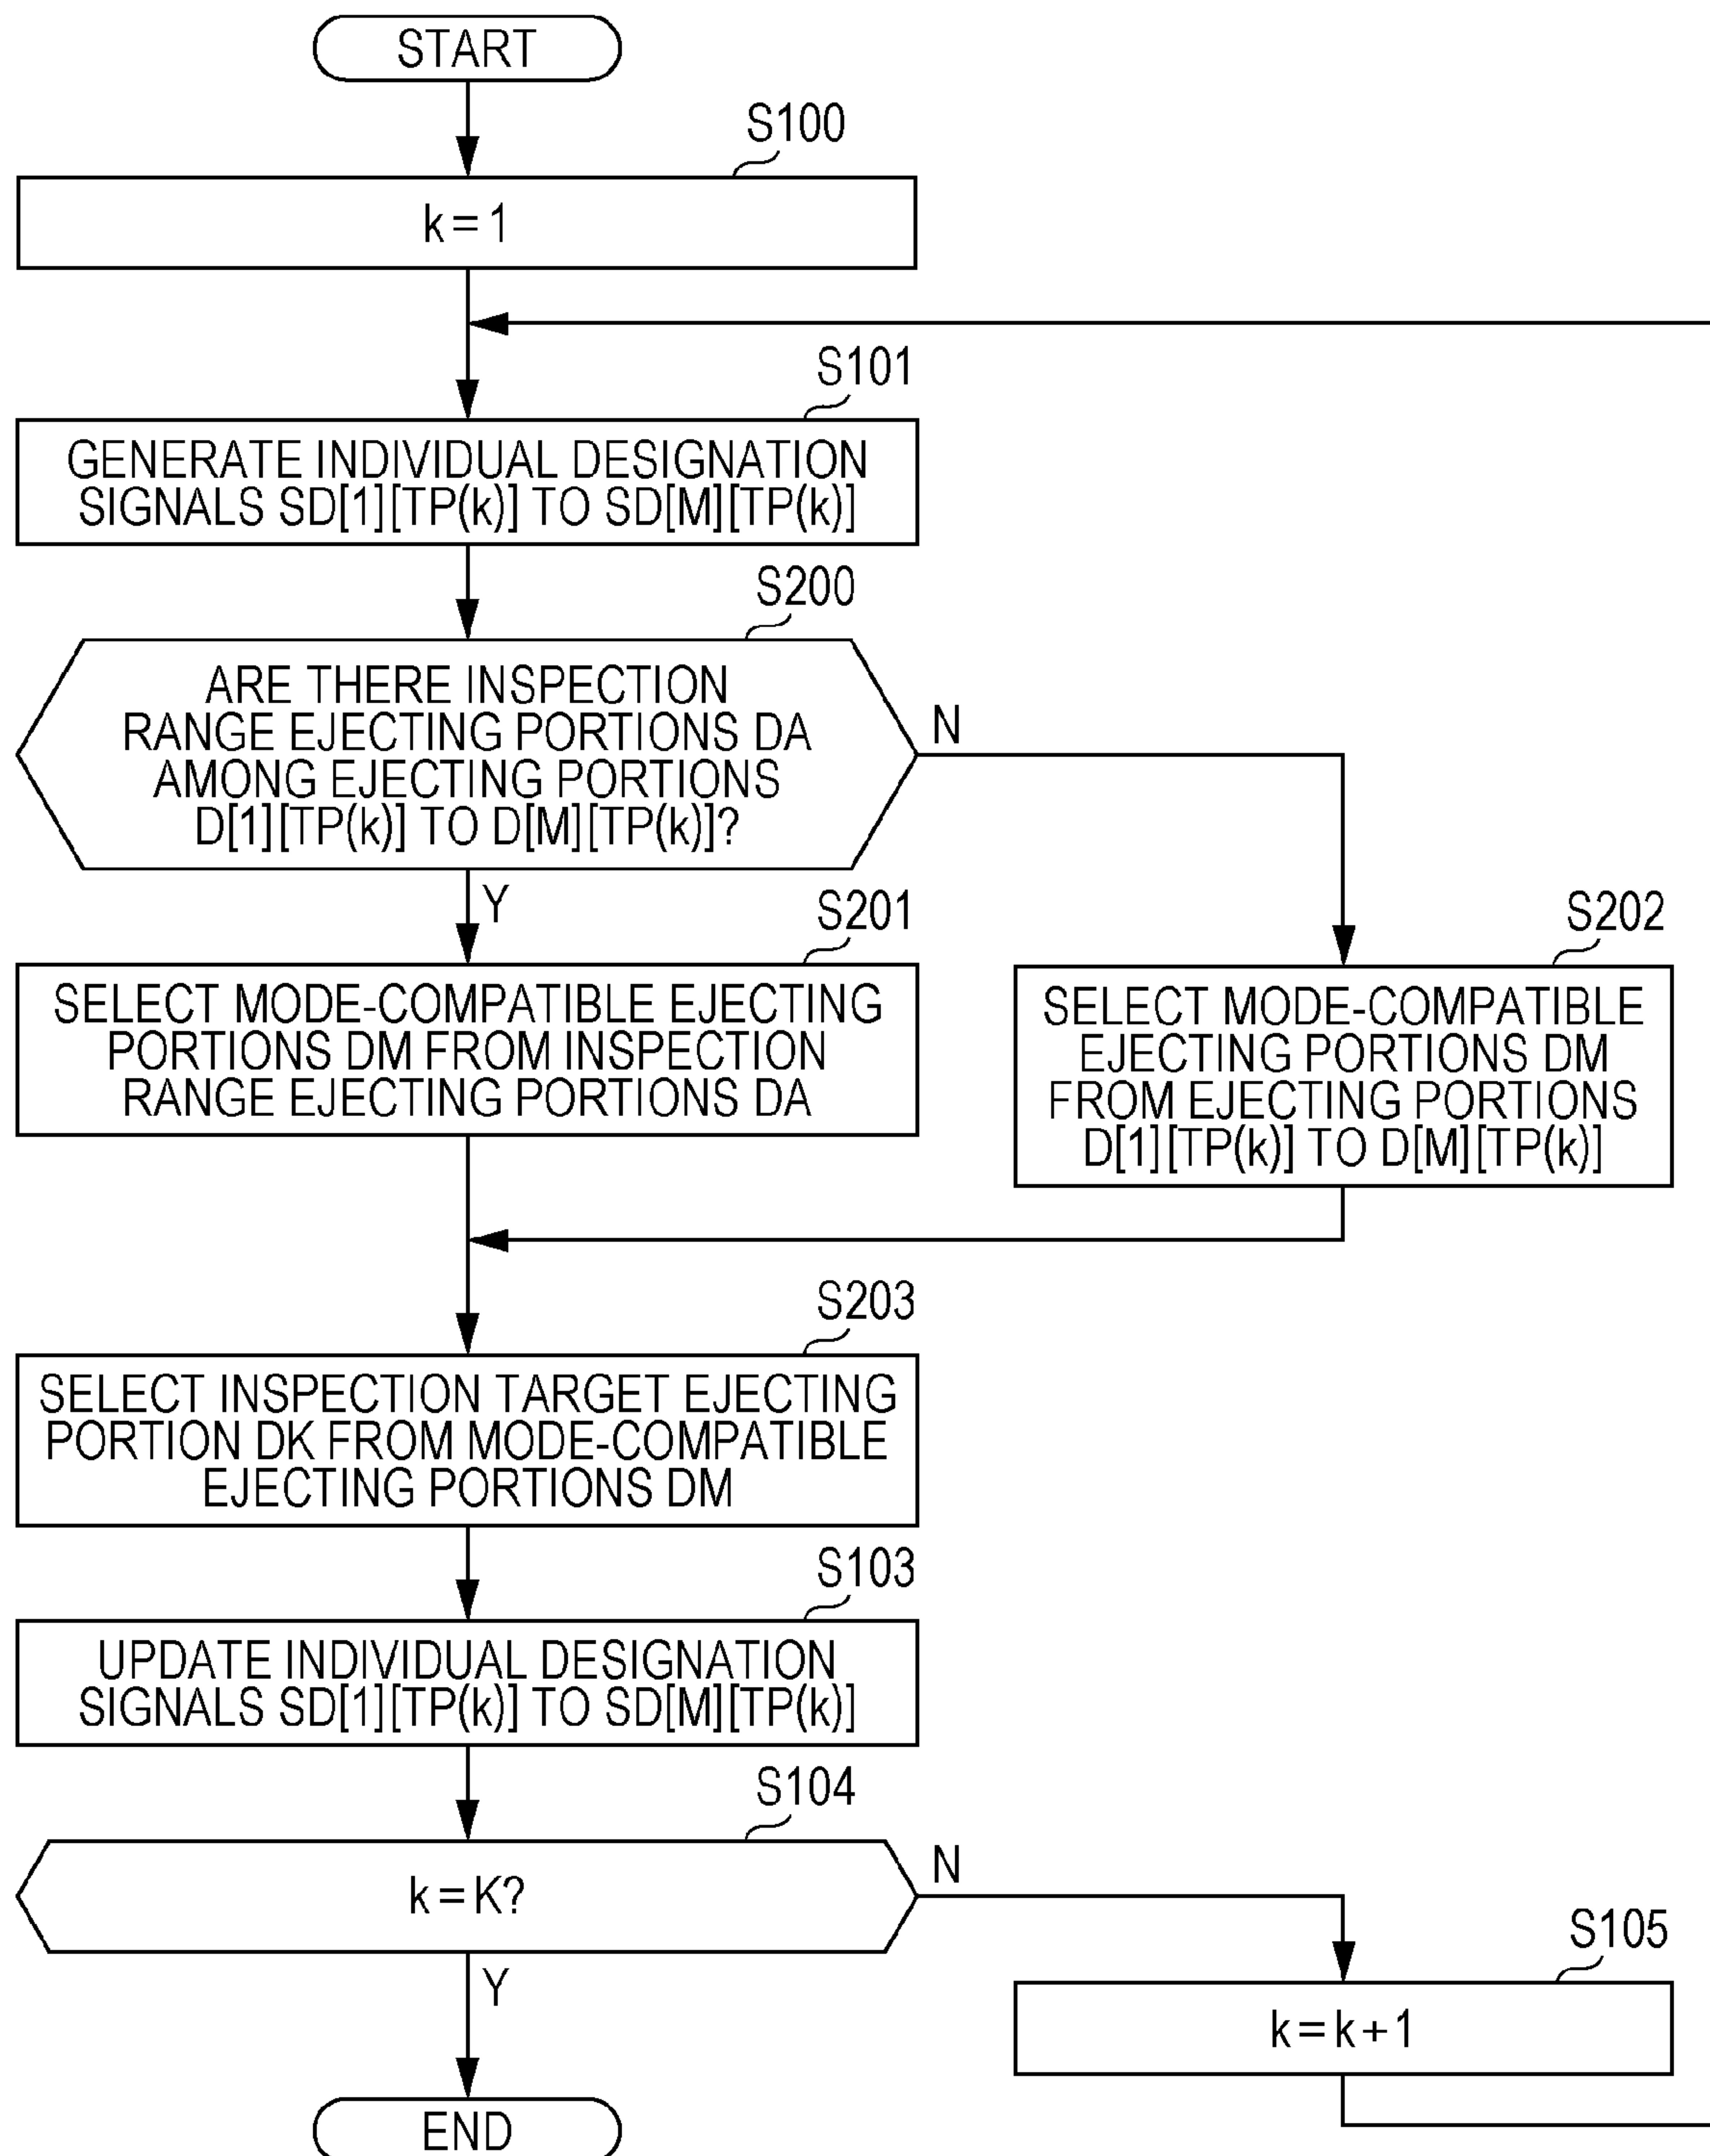 START
S100
k=1
S101
GENERATE INDIVIDUAL DESIGNATION
SIGNALS SD[1][TP(k)] TO SD[M][TP(k)]
S200
ARE THERE INSPECTION
RANGE EJECTING PORTIONS DA
AMONG EJECTING PORTIONS
D[1][TP(k)] TO D[M][TP(k)]?
N
Y
S201
SELECT MODE-COMPATIBLE EJECTING
PORTIONS DM FROM INSPECTION
RANGE EJECTING PORTIONS DA
S202
SELECT MODE-COMPATIBLE
EJECTING PORTIONS DM
FROM EJECTING PORTIONS
D[1][TP(k)] TO D[M][TP(k)]
S203
SELECT INSPECTION TARGET EJECTING
PORTION DK FROM MODE-COMPATIBLE
EJECTING PORTIONS DM
S103
UPDATE INDIVIDUAL DESIGNATION
SIGNALS SD[1][TP(k)] TO SD[M][TP(k)]
S104
k=K?
N
Y
S105
k=k+1
END